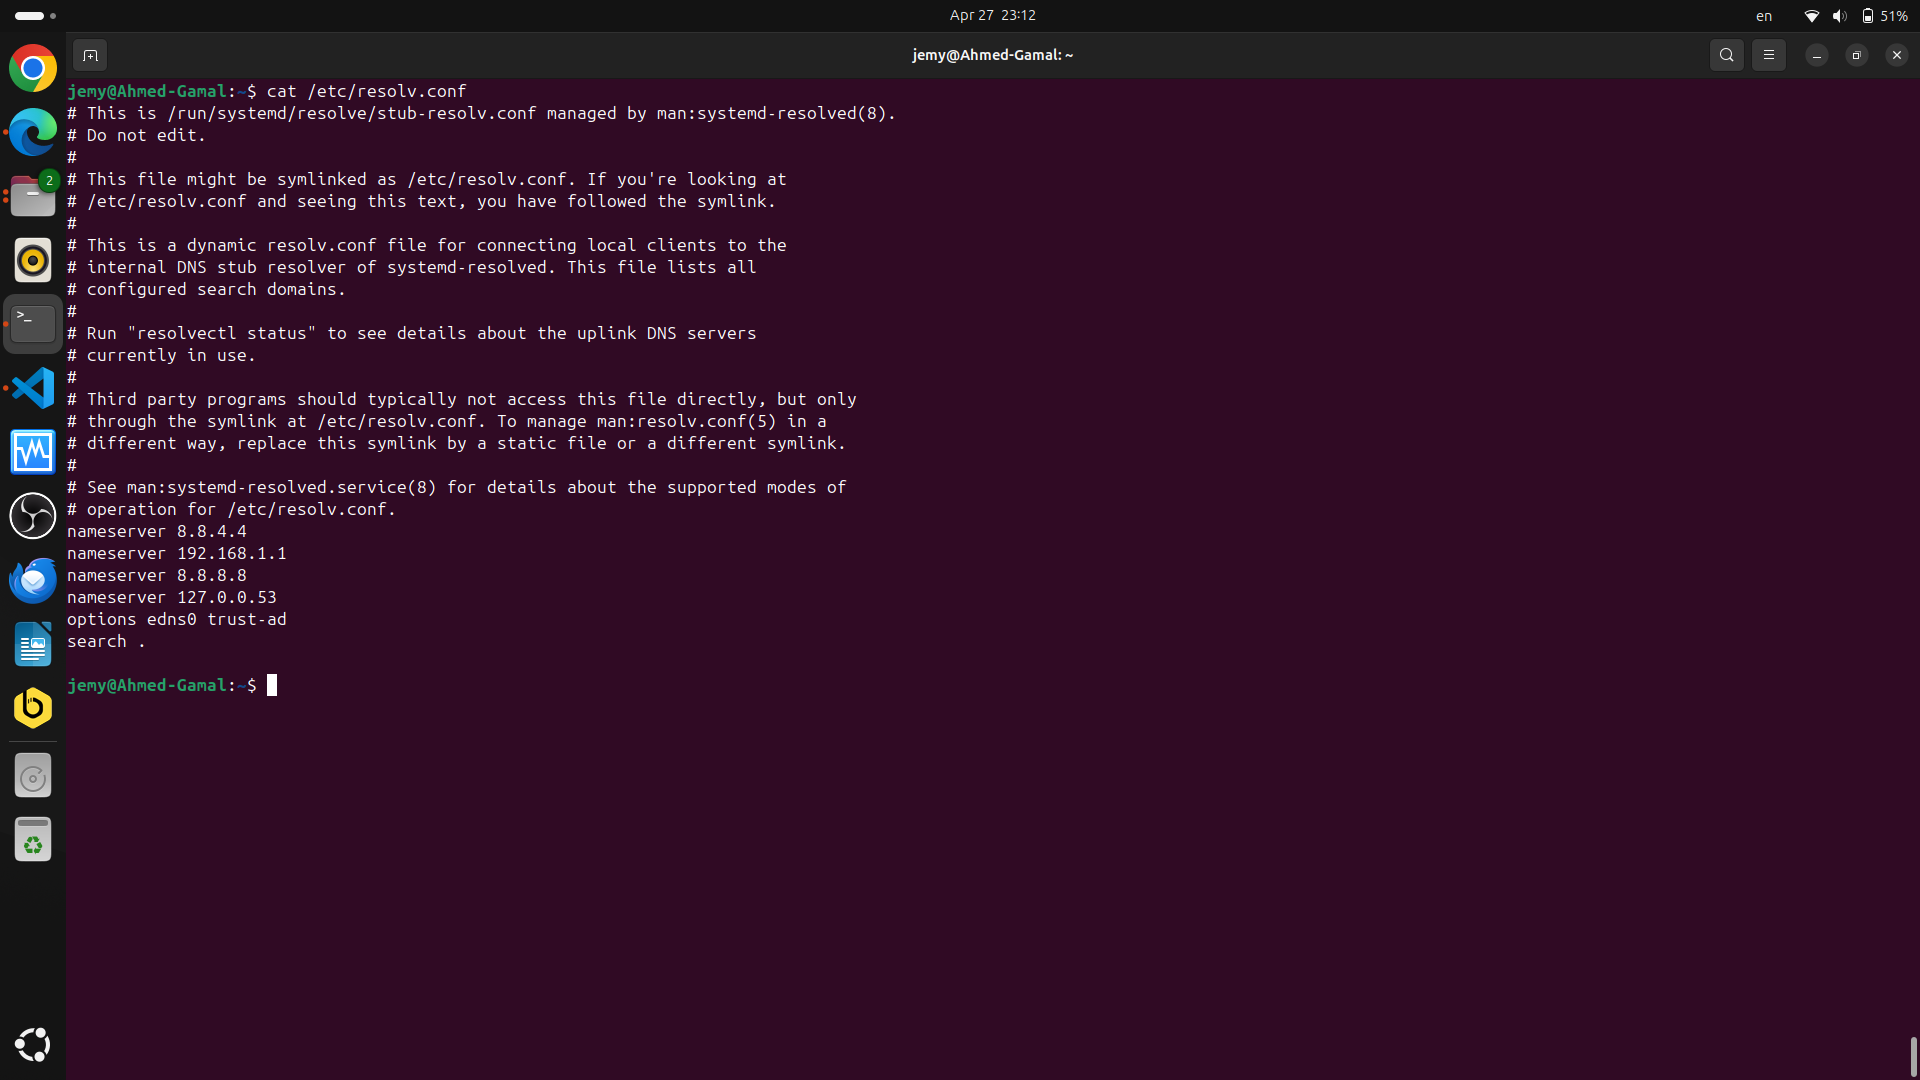 Apr 27 23:12
en
51%
jemy@Ahmed-Gamal: ~
2
jemy@Ahmed-Gamal:~$ cat /etc/resolv.conf
# This is /run/systemd/resolve/stub-resolv.conf managed by man:systemd-resolved(8).
# Do not edit.
#
# This file might be symlinked as /etc/resolv.conf. If you're looking at
# /etc/resolv.conf and seeing this text, you have followed the symlink.
#
# This is a dynamic resolv.conf file for connecting local clients to the
# internal DNS stub resolver of systemd-resolved. This file lists all
# configured search domains.
#
# Run "resolvectl status" to see details about the uplink DNS servers
# currently in use.
#
# Third party programs should typically not access this file directly, but only
# through the symlink at /etc/resolv.conf. To manage man:resolv.conf(5) in a
# different way, replace this symlink by a static file or a different symlink.
#
# See man:systemd-resolved.service(8) for details about the supported modes of
# operation for /etc/resolv.conf.
nameserver 8.8.4.4
nameserver 192.168.1.1
nameserver 8.8.8.8
nameserver 127.0.0.53
options edns0 trust-ad
search .
jemy@Ahmed-Gamal:~$